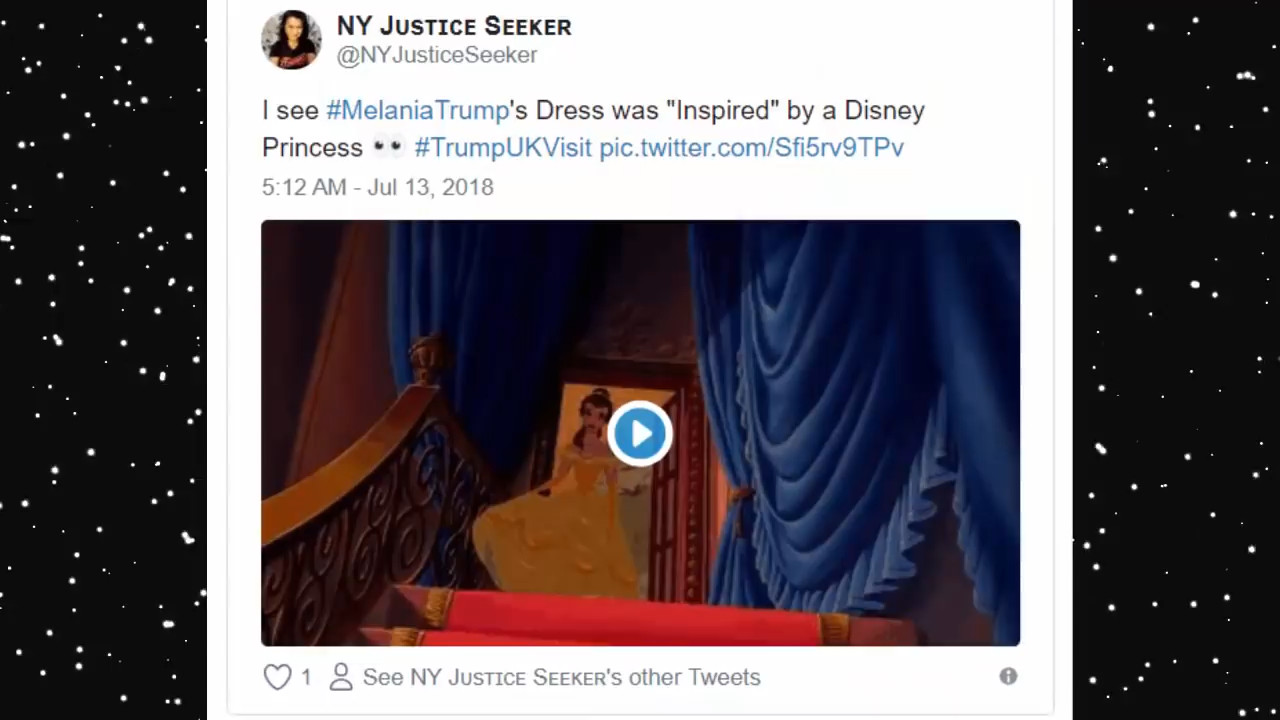 NY Justice Seeker
@NYJusticeSeeker
I see #MelaniaTrump's Dress was "Inspired" by a Disney
Princess 👀 #TrumpUKVisit pic.twitter.com/Sfi5rv9TPv
5:12 AM - Jul 13, 2018
1 See NY Justice Seeker's other Tweets